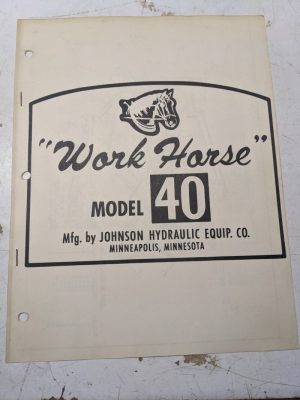 "Work Horse"
MODEL 40
Mfg. by JOHNSON HYDRAULIC EQUIP. CO.
MINNEAPOLIS, MINNESOTA